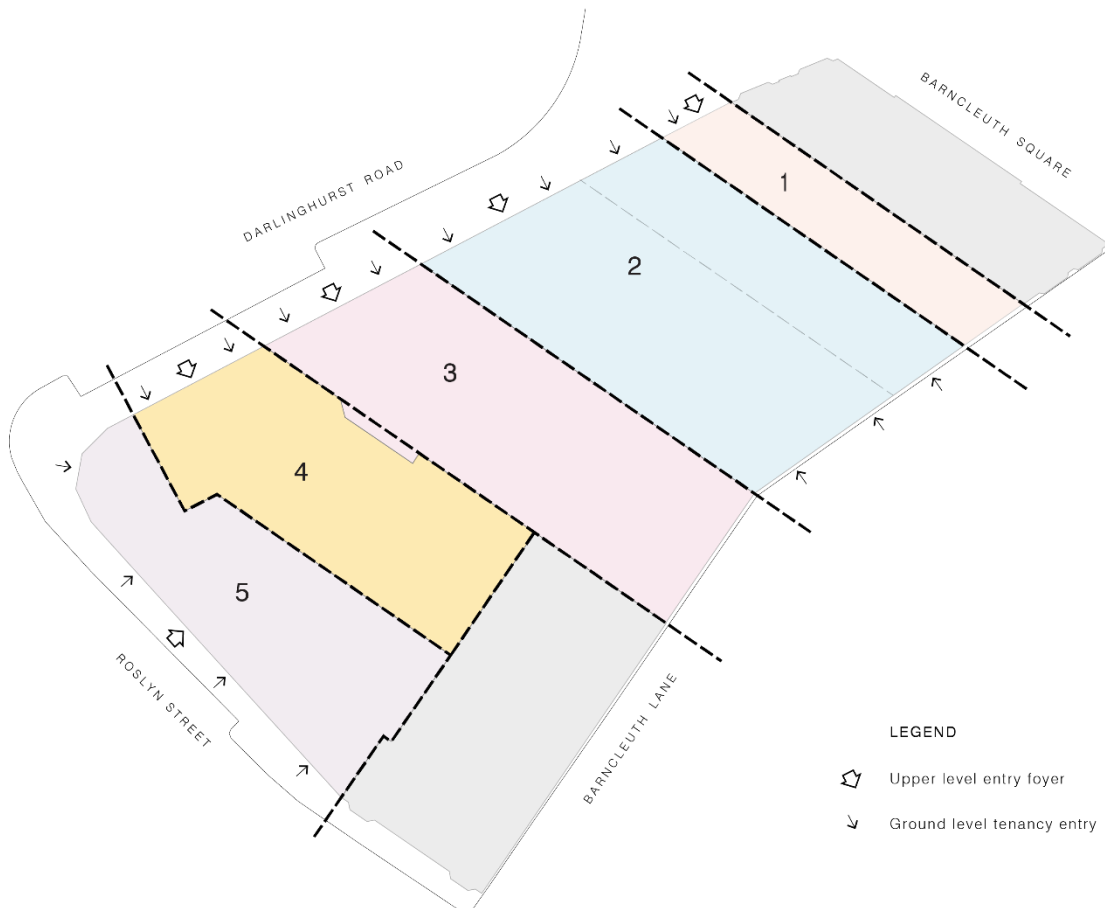 BARNCLEUTH SQUARE
DARLINGHURST ROAD
1
2
3
4
5
ROSLYN STREET
BARNCLEUTH LANE
LEGEND
Upper level entry foyer
Ground level tenancy entry